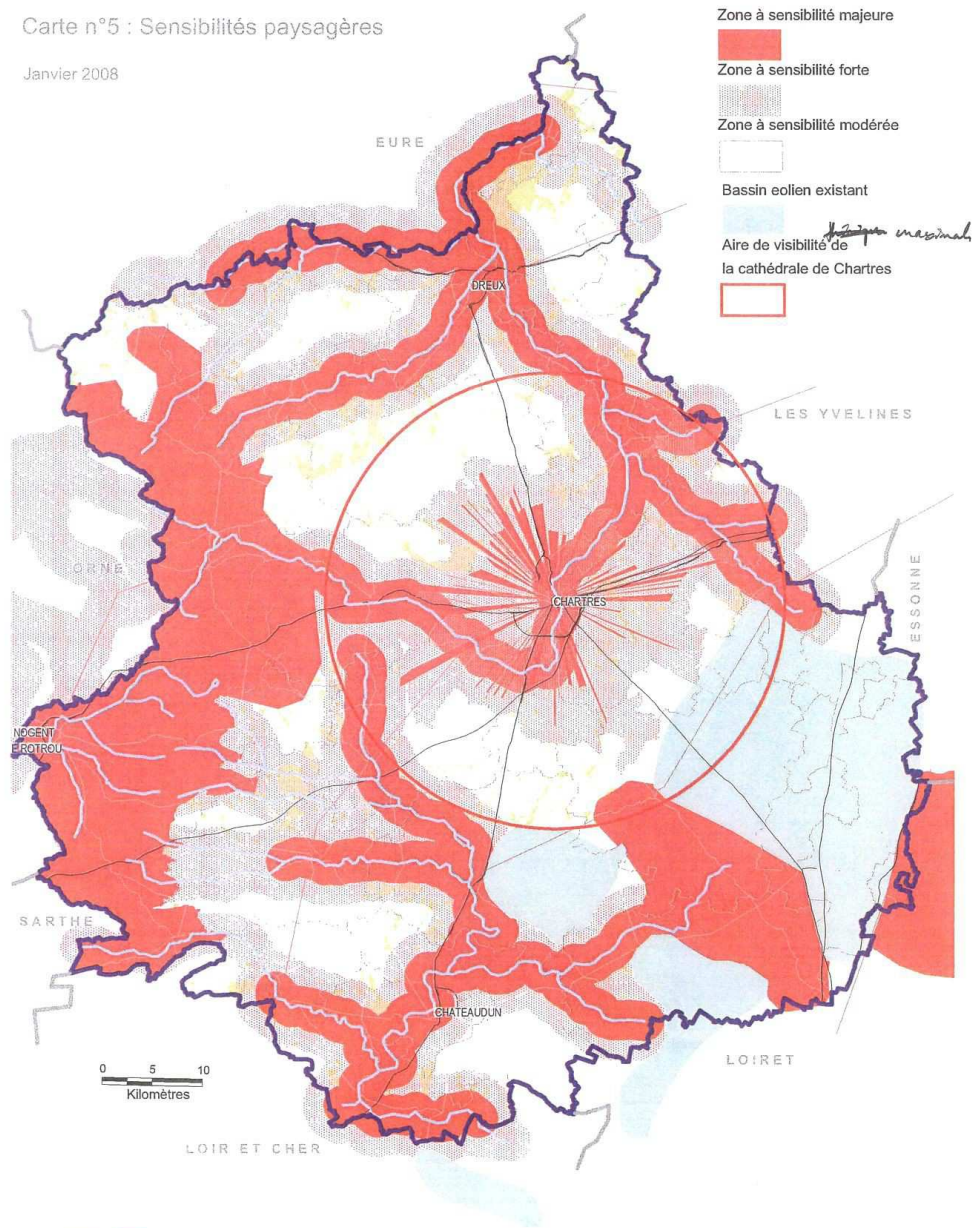 Carte n°5 : Sensibilités paysagères
Janvier 2008
Zone à sensibilité majeure
Zone à sensibilité forte
Zone à sensibilité modérée
Bassin eolien existant
Aire de visibilité de
la cathédrale de Chartres
EURE
DREUX
LES YVELINES
ORNE
CHARTRES
ESSONNE
NOGENT
E ROTROU
SARTHE
CHATEAUDUN
LOIRET
0 5 10
Kilomètres
LOIR ET CHER